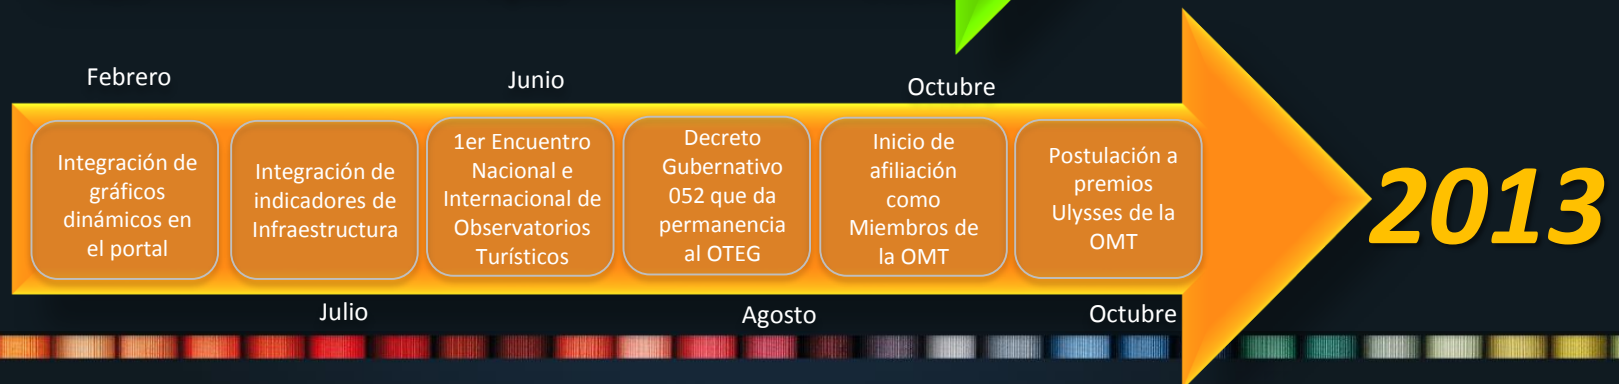 Febrero
Junio
Octubre
Integración de
gráficos
dinámicos en
el portal
Integración de
indicadores de
Infraestructura
1er Encuentro
Nacional e
Internacional de
Observatorios
Turísticos
Decreto
Gubernativo
052 que da
permanencia
al OTEG
Inicio de
afiliación
como
Miembros de
la OMT
Postulación a
premios
Ulysses de la
OMT
2013
Julio
Agosto
Octubre